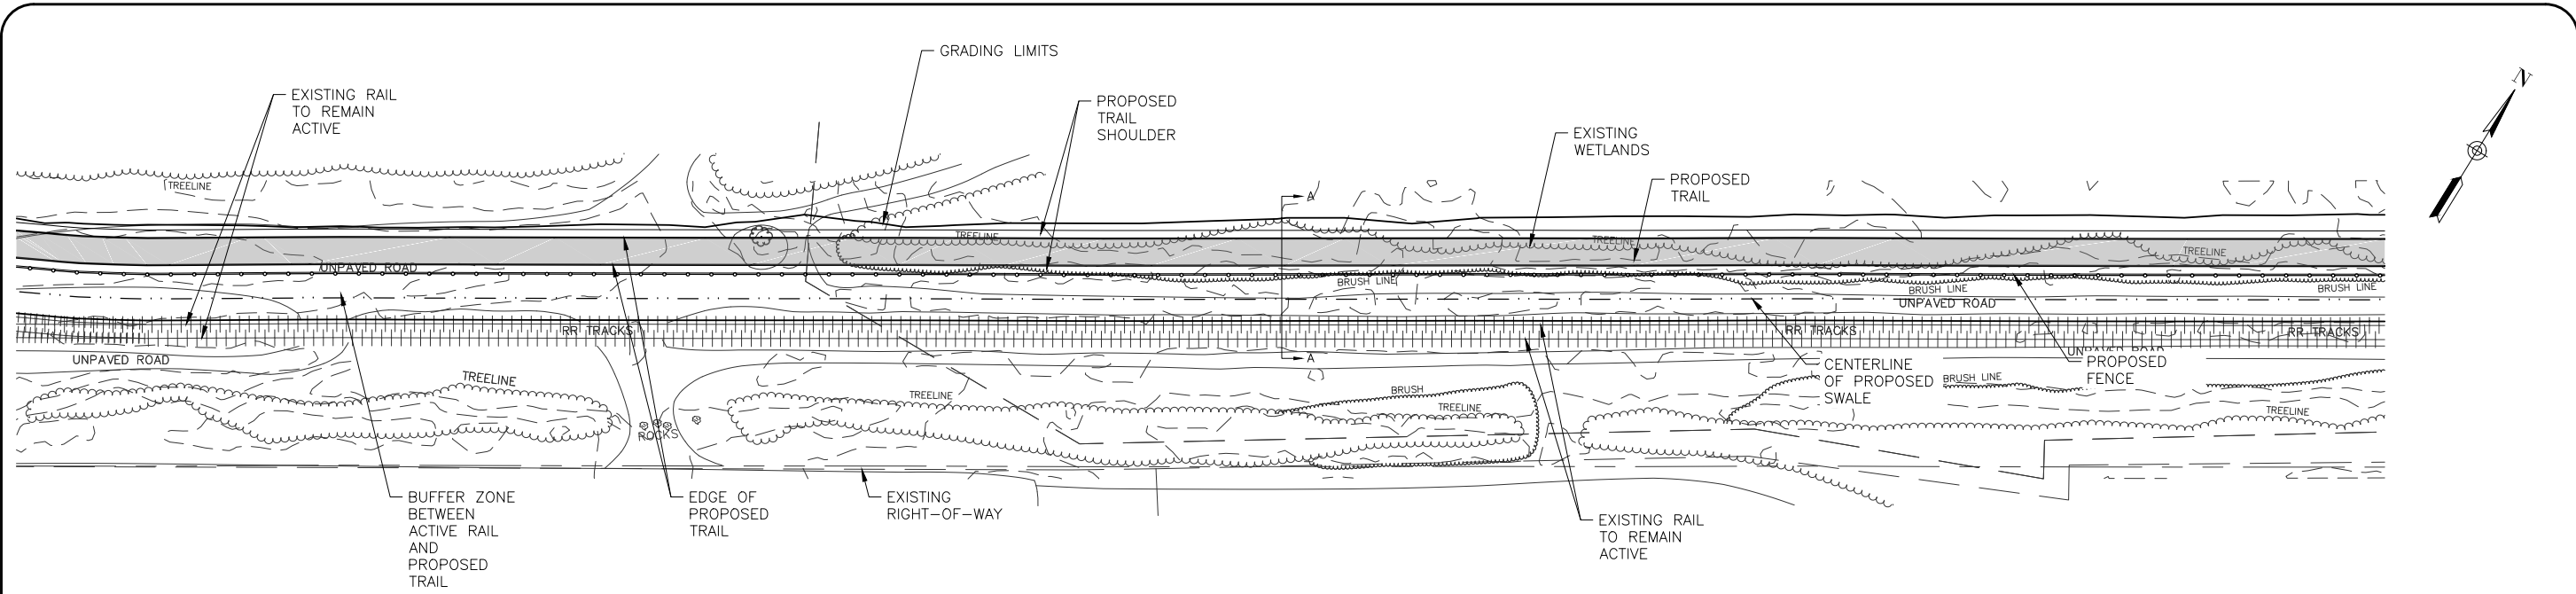 GRADING LIMITS
EXISTING RAIL
TO REMAIN
ACTIVE
PROPOSED
TRAIL
SHOULDER
EXISTING
WETLANDS
PROPOSED
TRAIL
N
TREELINE
A
TREELINE
TREELINE
TREELINE
UNPAVED ROAD
BRUSH LINE
BRUSH LINE
BRUSH LINE
UNPAVED ROAD
RR TRACKS
RR TRACKS
RR TRACKS
UNPAVED ROAD
A
PROPOSED
FENCE
CENTERLINE
OF PROPOSED
SWALE
BRUSH LINE
TREELINE
TREELINE
BRUSH
TREELINE
TREELINE
ROCKS
BUFFER ZONE
BETWEEN
ACTIVE RAIL
AND
PROPOSED
TRAIL
EDGE OF
PROPOSED
TRAIL
EXISTING
RIGHT-OF-WAY
EXISTING RAIL
TO REMAIN
ACTIVE